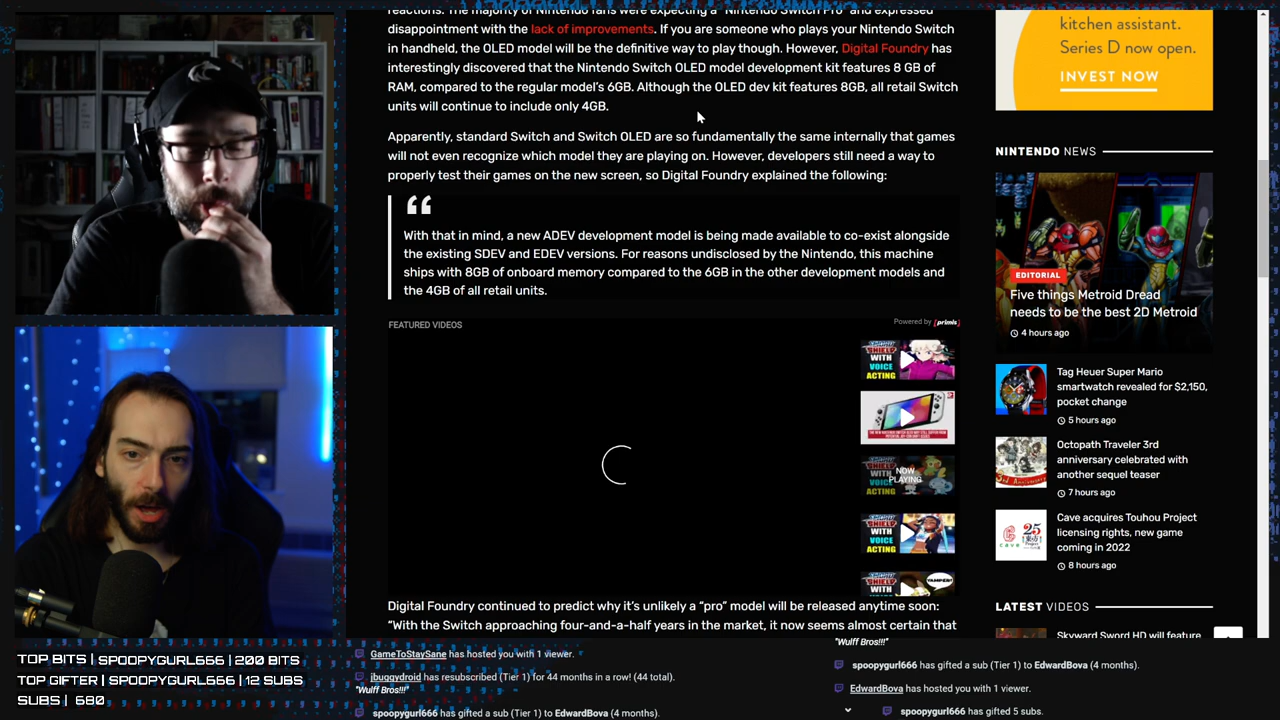 reactions. The majority of Nintendo fans were expecting a "Nintendo Switch Pro" and expressed
disappointment with the lack of improvements. If you are someone who plays your Nintendo Switch
in handheld, the OLED model will be the definitive way to play though. However, Digital Foundry has
interestingly discovered that the Nintendo Switch OLED model development kit features 8 GB of
RAM, compared to the regular model's 6GB. Although the OLED dev kit features 8GB, all retail Switch
units will continue to include only 4GB.
Apparently, standard Switch and Switch OLED are so fundamentally the same internally that games
will not even recognize which model they are playing on. However, developers still need a way to
properly test their games on the new screen, so Digital Foundry explained the following:
“
With that in mind, a new ADEV development model is being made available to co-exist alongside
the existing SDEV and EDEV versions. For reasons undisclosed by the Nintendo, this machine
ships with 8GB of onboard memory compared to the 6GB in the other development models and
the 4GB of all retail units.
FEATURED VIDEOS
Powered by [primis]
SHIELD
WITH
VOICE
ACTING
NOW
PLAYING
SHIELD
WITH
VOICE
ACTING
SHIELD
WITH
VOICE
ACTING
VAMPER!
Digital Foundry continued to predict why it's unlikely a "pro" model will be released anytime soon:
"With the Switch approaching four-and-a-half years in the market, it now seems almost certain that
kitchen assistant.
Series D now open.
INVEST NOW
NINTENDO NEWS
EDITORIAL
Five things Metroid Dread
needs to be the best 2D Metroid
4 hours ago
Tag Heuer Super Mario
smartwatch revealed for $2,150,
pocket change
5 hours ago
Octopath Traveler 3rd
anniversary celebrated with
another sequel teaser
7 hours ago
Cave acquires Touhou Project
licensing rights, new game
coming in 2022
8 hours ago
LATEST VIDEOS
Skyward Sword HD will feature
TOP BITS | SPOOPYGURL666 | 200 BITS
TOP GIFTER | SPOOPYGURL666 | 12 SUBS
SUBS | 680
GameToStaySane has hosted you with 1 viewer.
jbuggydroid has resubscribed (Tier 1) for 44 months in a row! (44 total).
"Wulff Bros!!!"
spoopygurl666 has gifted a sub (Tier 1) to EdwardBova (4 months).
"Wulff Bros!!!"
spoopygurl666 has gifted a sub (Tier 1) to EdwardBova (4 months).
EdwardBova has hosted you with 1 viewer.
spoopygurl666 has gifted 5 subs.